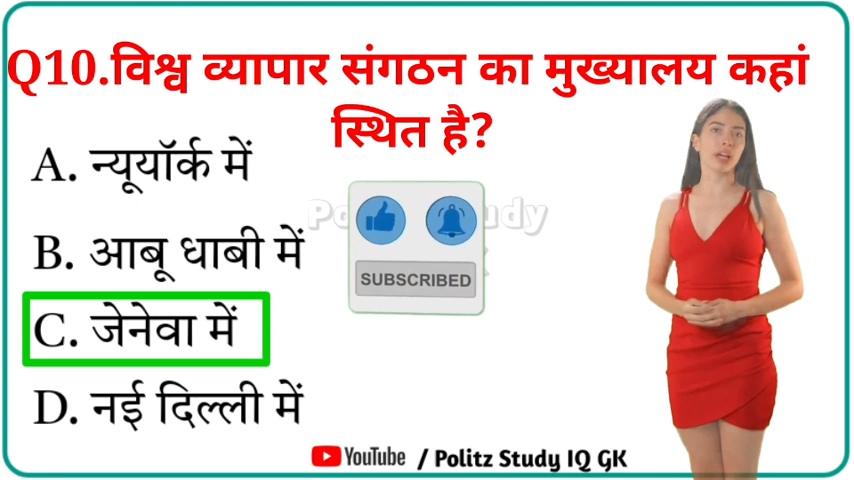 Q10.विश्व व्यापार संगठन का मुख्यालय कहां
स्थित है?
A. न्यूयॉर्क में
B. आबू धाबी में
SUBSCRIBED
C. जेनेवा में
D. नई दिल्ली में
YouTube / Politz Study IQ GK